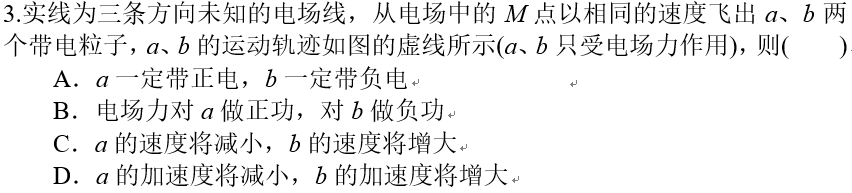 3.实线为三条方向未知的电场线，从电场中的 M 点以相同的速度飞出 a、b 两
个带电粒子，a、b 的运动轨迹如图的虚线所示(a、b 只受电场力作用)，则(　　)
A．a 一定带正电，b 一定带负电
B．电场力对 a 做正功，对 b 做负功
C．a 的速度将减小，b 的速度将增大
D．a 的加速度将减小，b 的加速度将增大